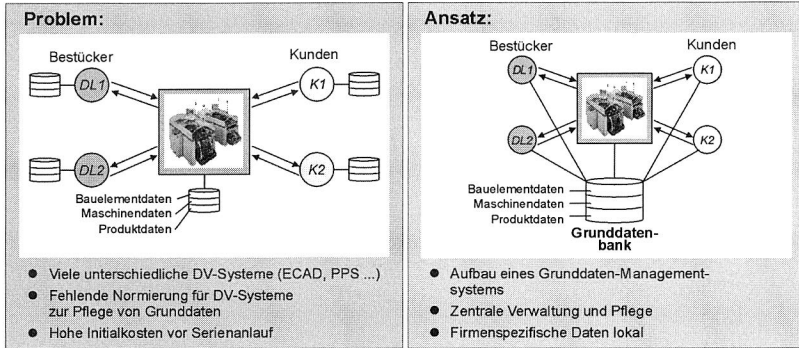 Problem:
Bestücker
Kunden
DL1
K1
DL2
K2
Bauelementdaten
Maschinendaten
Produktdaten
● Viele unterschiedliche DV-Systeme (ECAD, PPS ...)
● Fehlende Normierung für DV-Systeme
zur Pflege von Grunddaten
● Hohe Initialkosten vor Serienanlauf
Ansatz:
Bestücker
Kunden
DL1
K1
DL2
K2
Bauelementdaten
Maschinendaten
Produktdaten
Grunddaten-
bank
● Aufbau eines Grunddaten-Management-
systems
● Zentrale Verwaltung und Pflege
● Firmenspezifische Daten lokal